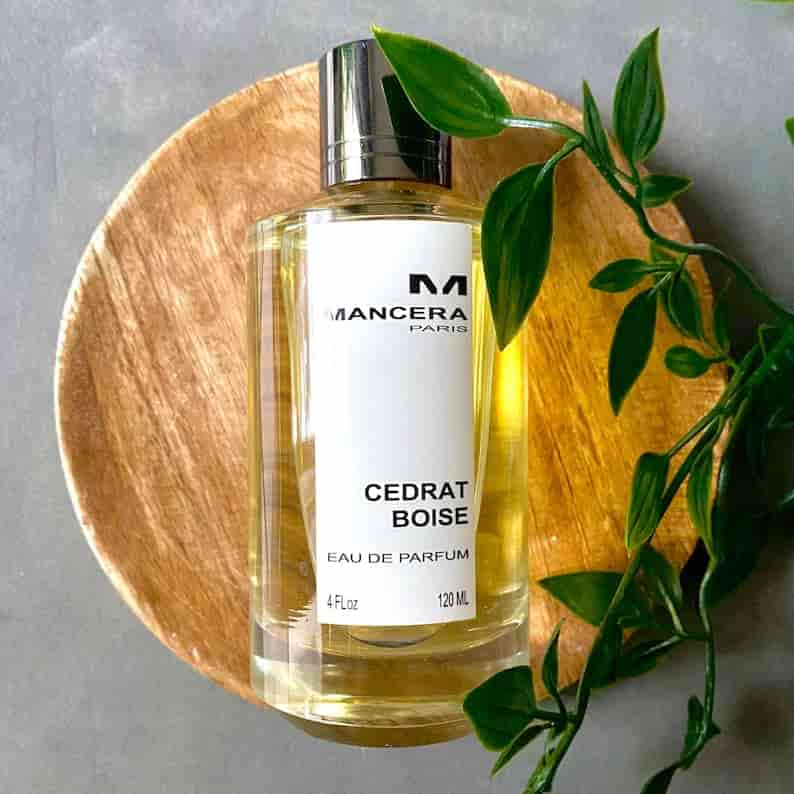 M
MANCERA
PARIS
CEDRAT
BOISE
EAU DE PARFUM
4 FLoz 120 ML